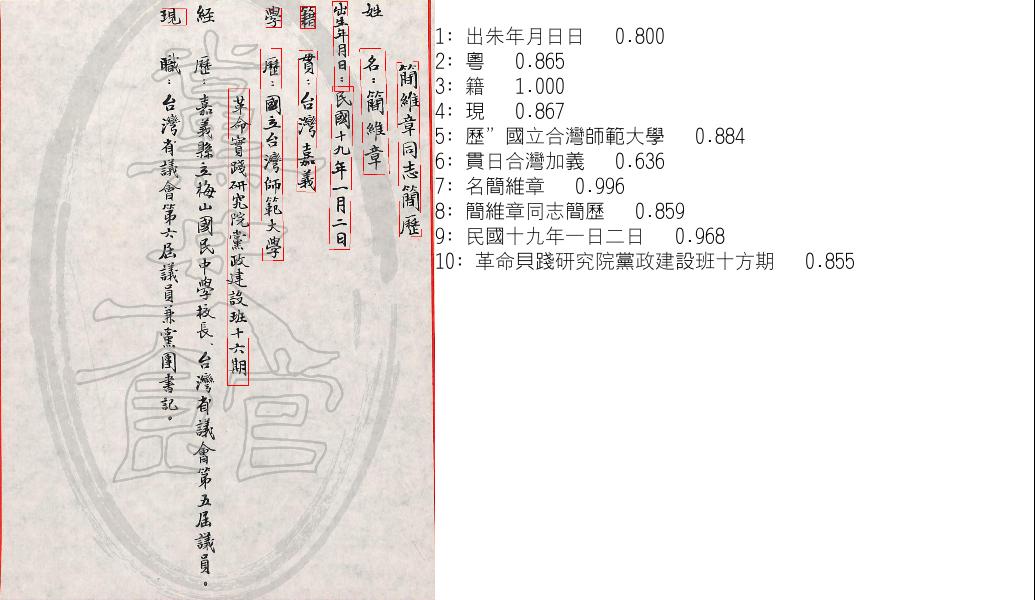 簡維章同志簡歷
姓名：簡維章
出生年月日：民國十九年一月二日
籍貫：台灣嘉義
學歷：國立台灣師範大學
革命實踐研究院黨政建設班十六期
経歷：嘉義縣立梅山國民中學校長、台灣省議會第五屆議員。
現職：台灣省議會第六屆議員兼黨團書記。
1: 出朱年月日日 0.800
2: 粵 0.865
3: 籍 1.000
4: 現 0.867
5: 歷”國立合灣師範大學 0.884
6: 貫日合灣加義 0.636
7: 名簡維章 0.996
8: 簡維章同志簡歷 0.859
9: 民國十九年一日二日 0.968
10: 革命貝踐研究院黨政建設班十方期 0.855